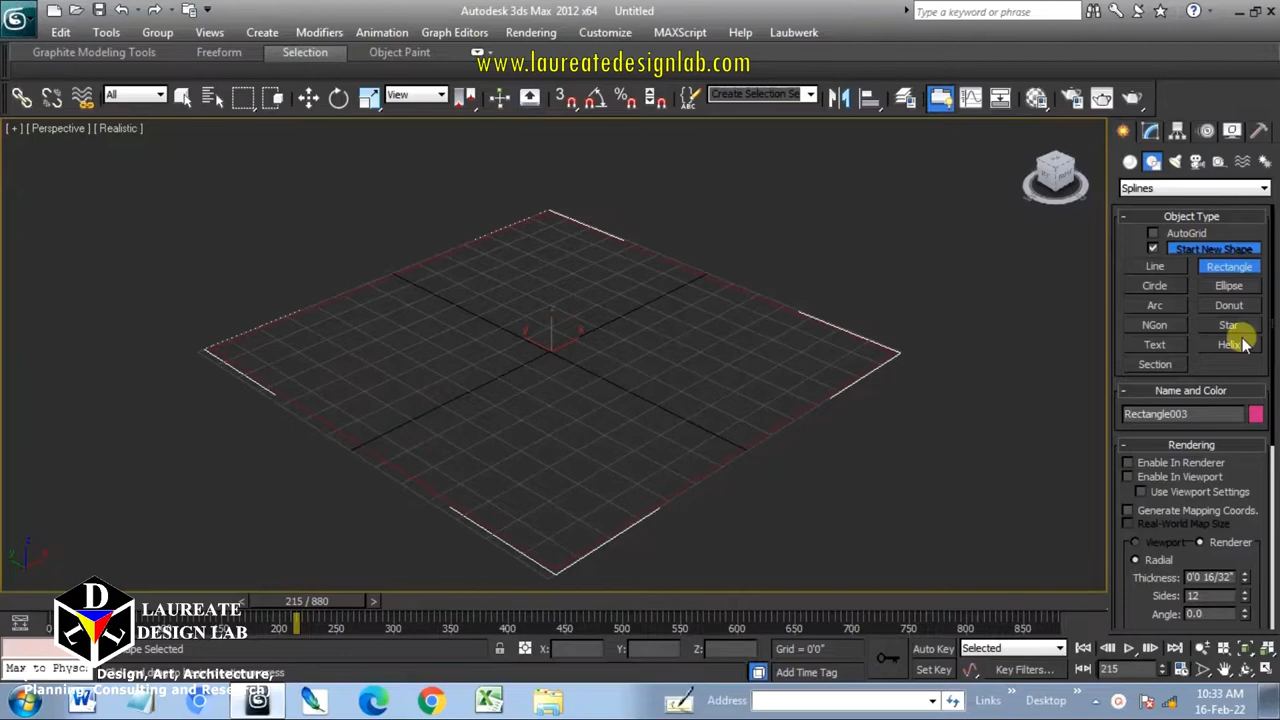 Autodesk 3ds Max 2012 x64 Untitled
Type a keyword or phrase
Edit Tools Group Views Create Modifiers Animation Graph Editors Rendering Customize MAXScript Help Laubwerk
Graphite Modeling Tools Freeform Selection Object Paint
www.laureatedesignlab.com
All View Create Selection Se
[ + ] [ Perspective ] [ Realistic ]
Splines
Object Type
AutoGrid
Start New Shape
Line Rectangle
Circle Ellipse
Arc Donut
NGon Star
Text Helix
Section
Name and Color
Rectangle003
Rendering
Enable In Renderer
Enable In Viewport
Use Viewport Settings
Generate Mapping Coords.
Real-World Map Size
Viewport Renderer
Radial
Thickness: 0'0 16/32"
Sides: 12
Angle: 0.0
215 / 880
200 250 300 350 400 450 500 550 600 650 700 750 800 850
D
LAUREATE
DESIGN LAB
Design, Art, Architecture,
Planning, Consulting and Research)
Shape Selected X: Y: Z: Grid = 0'0" Auto Key Selected
Max to Physc Add Time Tag Set Key Key Filters... 215
Address Links Desktop
10:33 AM
16-Feb-22